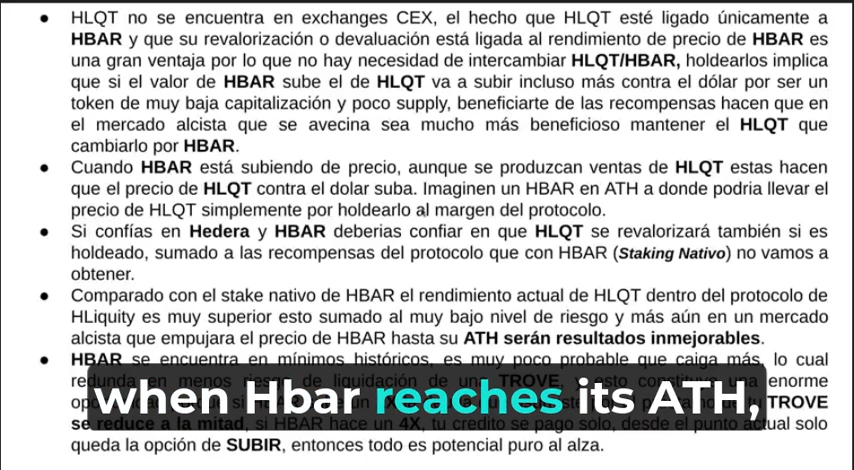 HLQT no se encuentra en exchanges CEX, el hecho que HLQT esté ligado únicamente a
HBAR y que su revalorización o devaluación está ligada al rendimiento de precio de HBAR es
una gran ventaja por lo que no hay necesidad de intercambiar HLQT/HBAR, holdearlos implica
que si el valor de HBAR sube el de HLQT va a subir incluso más contra el dólar por ser un
token de muy baja capitalización y poco supply, beneficiarte de las recompensas hacen que en
el mercado alcista que se avecina sea mucho más beneficioso mantener el HLQT que
cambiarlo por HBAR.
Cuando HBAR está subiendo de precio, aunque se produzcan ventas de HLQT estas hacen
que el precio de HLQT contra el dolar suba. Imaginen un HBAR en ATH a donde podria llevar el
precio de HLQT simplemente por holdearlo al margen del protocolo.
Si confías en Hedera y HBAR deberias confiar en que HLQT se revalorizará también si es
holdeado, sumado a las recompensas del protocolo que con HBAR (Staking Nativo) no vamos a
obtener.
Comparado con el stake nativo de HBAR el rendimiento actual de HLQT dentro del protocolo de
HLiquity es muy superior esto sumado al muy bajo nivel de riesgo y más aún en un mercado
alcista que empujara el precio de HBAR hasta su ATH serán resultados inmejorables.
HBAR se encuentra en mínimos históricos, es muy poco probable que caiga más, lo cual
redunda en menos riesgo de liquidación de un TROVE, esto constituye una enorme
TROVE
se reduce a la mitad, si HBAR hace un 4X, tu credito se pago solo, desde el punto actual solo
queda la opción de SUBIR, entonces todo es potencial puro al alza.
when Hbar reaches its ATH,